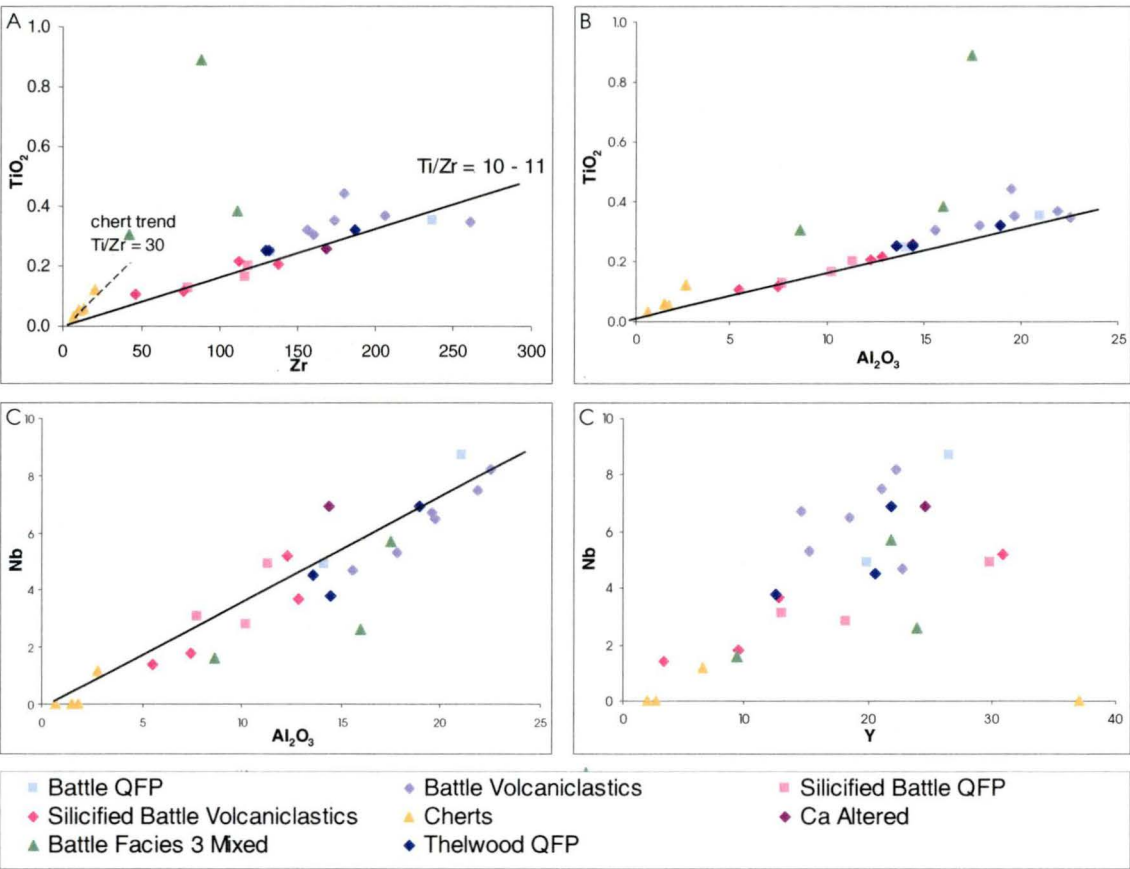 A
1.0
0.8
0.6
0.4
0.2
0.0
TiO2
Ti/Zr = 10 - 11
chert trend
Ti/Zr = 30
0 50 100 150 200 250 300
Zr
B
1.0
0.8
0.6
0.4
0.2
0.0
TiO2
0 5 10 15 20 25
Al2O3
C
10
8
6
4
2
0
Nb
0 5 10 15 20 25
Al2O3
C
10
8
6
4
2
0
Nb
0 10 20 30 40
Y
Battle QFP Battle Volcaniclastics Silicified Battle QFP
Silicified Battle Volcaniclastics Cherts Ca Altered
Battle Facies 3 Mixed Thelwood QFP